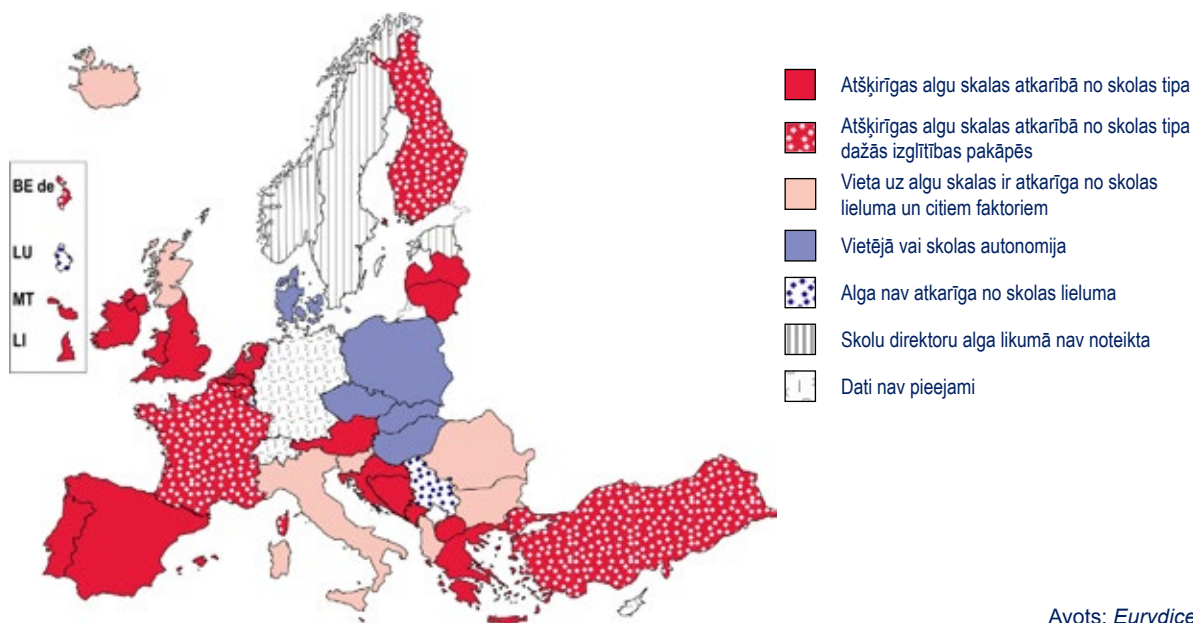 BE de
LU
MT
LI
Atšķirīgas algu skalas atkarībā no skolas tipa
Atšķirīgas algu skalas atkarībā no skolas tipa
dažās izglītības pakāpēs
Vieta uz algu skalas ir atkarīga no skolas
lieluma un citiem faktoriem
Vietējā vai skolas autonomija
Alga nav atkarīga no skolas lieluma
Skolu direktoru alga likumā nav noteikta
Dati nav pieejami
Avots: Eurydice